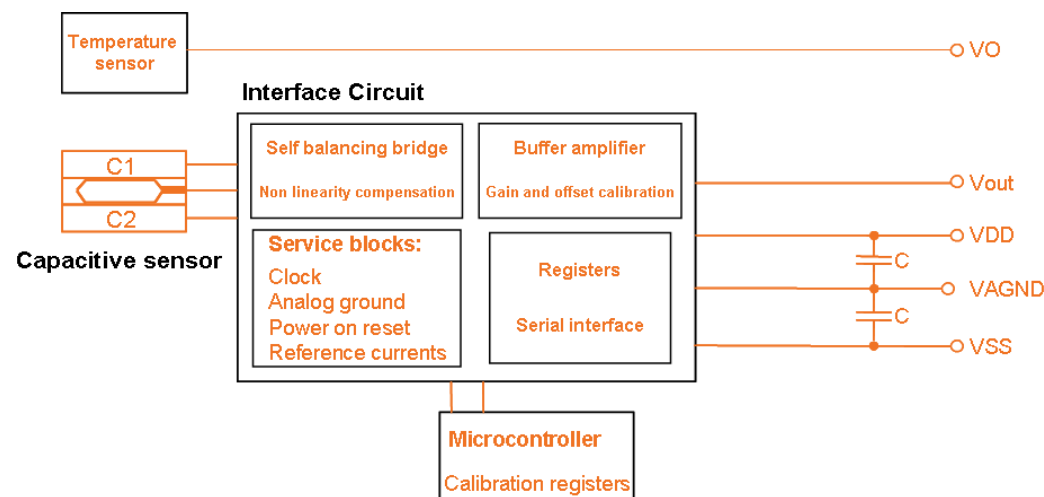 Temperature
sensor
VO
Interface Circuit
Self balancing bridge
Non linearity compensation
Buffer amplifier
Gain and offset calibration
C1
C2
Capacitive sensor
Service blocks:
Clock
Analog ground
Power on reset
Reference currents
Registers
Serial interface
Vout
VDD
C
VAGND
C
VSS
Microcontroller
Calibration registers